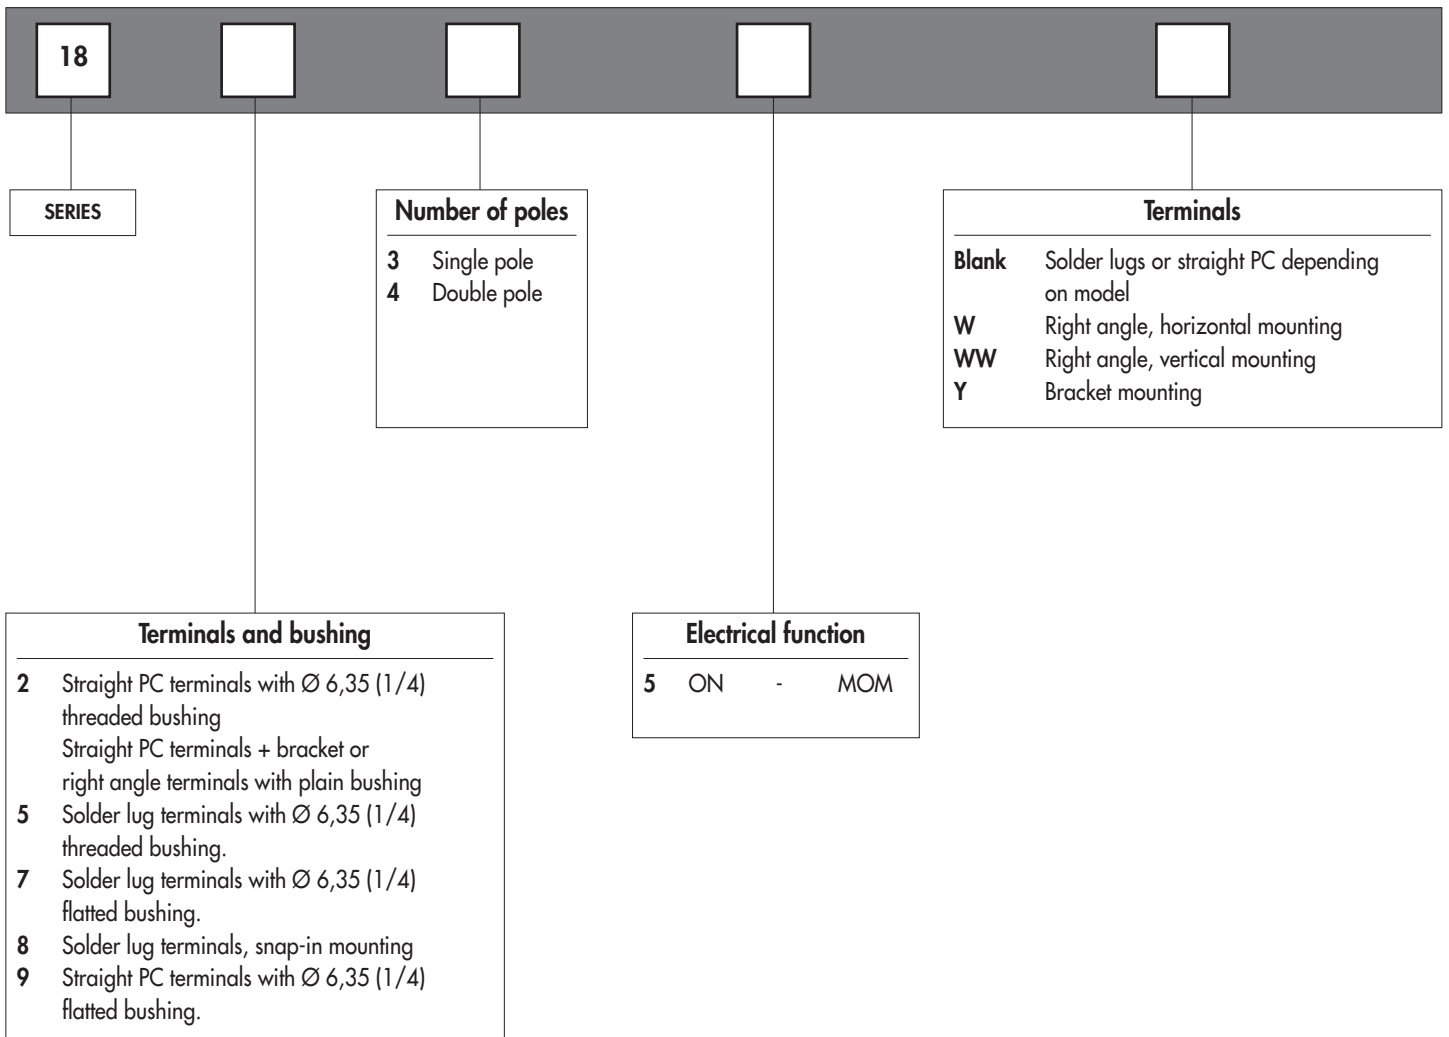 18
SERIES
Number of poles
3 Single pole
4 Double pole
Terminals
Blank Solder lugs or straight PC depending
on model
W Right angle, horizontal mounting
WW Right angle, vertical mounting
Y Bracket mounting
Terminals and bushing
2 Straight PC terminals with Ø 6,35 (1/4)
threaded bushing
Straight PC terminals + bracket or
right angle terminals with plain bushing
5 Solder lug terminals with Ø 6,35 (1/4)
threaded bushing.
7 Solder lug terminals with Ø 6,35 (1/4)
flatted bushing.
8 Solder lug terminals, snap-in mounting
9 Straight PC terminals with Ø 6,35 (1/4)
flatted bushing.
Electrical function
5 ON - MOM